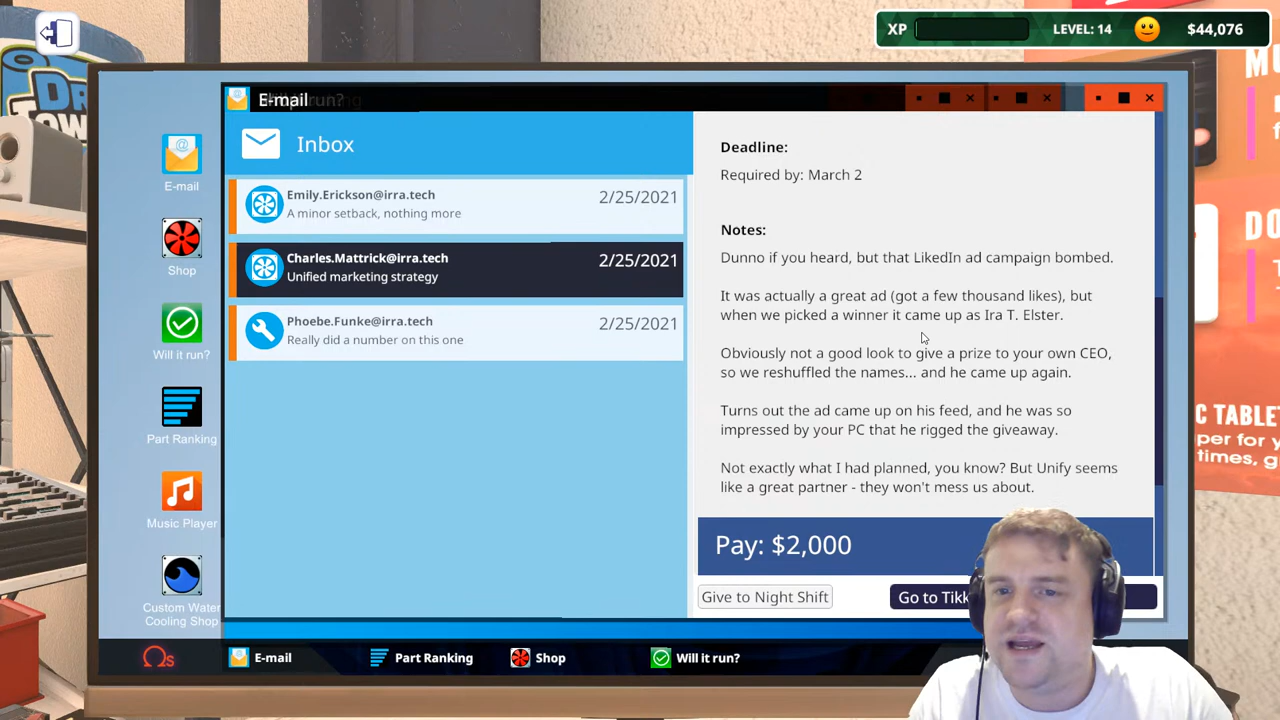 XP
LEVEL: 14
$44,076
E-mail
Inbox
Emily.Erickson@irra.tech
2/25/2021
A minor setback, nothing more
Charles.Mattrick@irra.tech
2/25/2021
Unified marketing strategy
Phoebe.Funke@irra.tech
2/25/2021
Really did a number on this one
E-mail
Shop
Will it run?
Part Ranking
Music Player
Custom Water
Cooling Shop
Deadline:
Required by: March 2
Notes:
Dunno if you heard, but that LikedIn ad campaign bombed.
It was actually a great ad (got a few thousand likes), but
when we picked a winner it came up as Ira T. Elster.
Obviously not a good look to give a prize to your own CEO,
so we reshuffled the names... and he came up again.
Turns out the ad came up on his feed, and he was so
impressed by your PC that he rigged the giveaway.
Not exactly what I had planned, you know? But Unify seems
like a great partner - they won't mess us about.
Pay: $2,000
Give to Night Shift
Go to Tikk
E-mail
Part Ranking
Shop
Will it run?
C TABLET
per for y
times, g